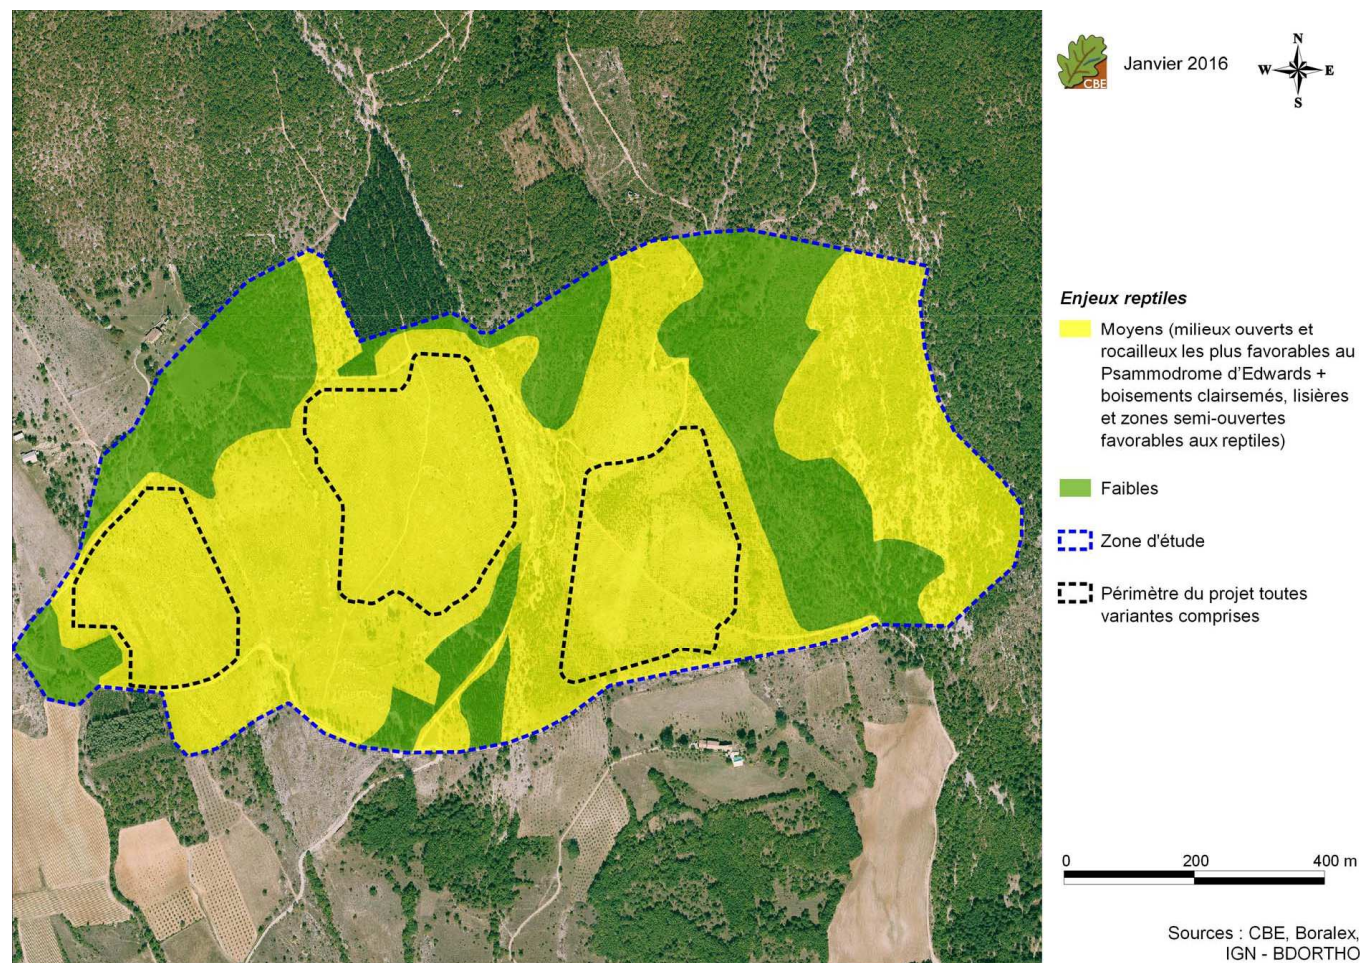 CBE
Janvier 2016
N
W E
S
Enjeux reptiles
Moyens (milieux ouverts et
rocailleux les plus favorables au
Psammodrome d'Edwards +
boisements clairsemés, lisières
et zones semi-ouvertes
favorables aux reptiles)
Faibles
Zone d'étude
Périmètre du projet toutes
variantes comprises
0 200 400 m
Sources : CBE, Boralex,
IGN - BDORTHO